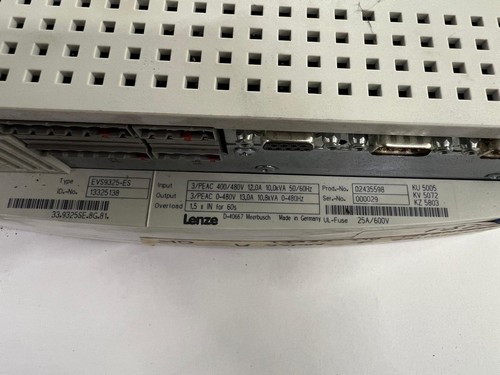 Type EVS9325-ES
ID.-No. 13325138
33.9325SE.8G.81.
Input 3/PEAC 400/480V 12,0A 10,0kVA 50/60Hz
Output 3/PEAC 0-480V 13,0A 10,8kVA 0-480Hz
Overload 1,5 x IN for 60s
Lenze D-40667 Meerbusch Made in Germany
Prod.-No. 02435598
Ser.-No. 000029
UL-Fuse 25A/600V
KU 5005
KV 5072
KZ 5803